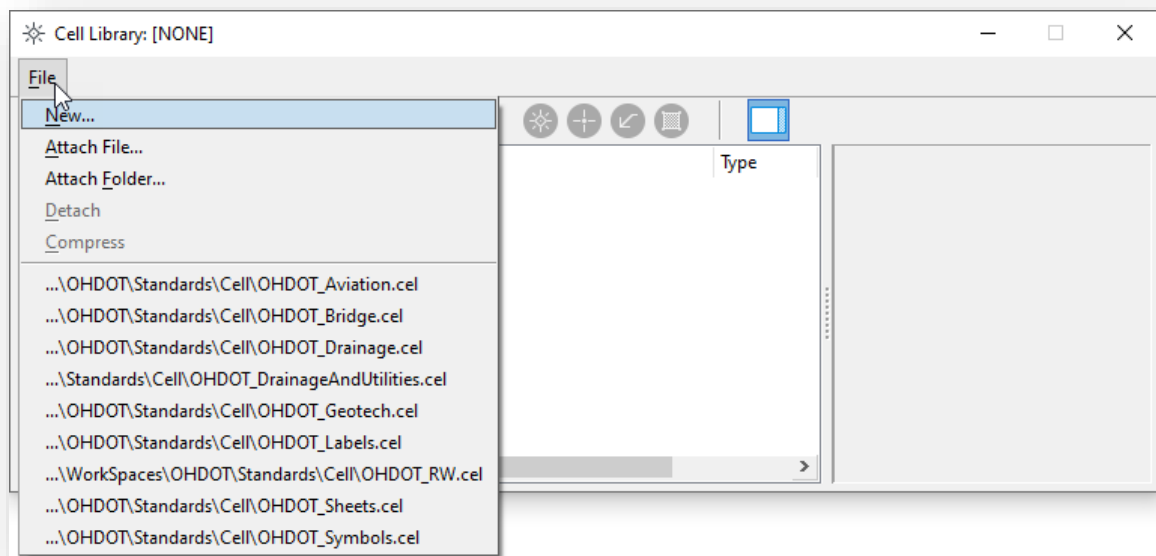 Cell Library: [NONE]
File
New...
Attach File...
Attach Folder...
Detach
Compress
Type
...\OHDOT\Standards\Cell\OHDOT_Aviation.cel
...\OHDOT\Standards\Cell\OHDOT_Bridge.cel
...\OHDOT\Standards\Cell\OHDOT_Drainage.cel
...\Standards\Cell\OHDOT_DrainageAndUtilities.cel
...\OHDOT\Standards\Cell\OHDOT_Geotech.cel
...\OHDOT\Standards\Cell\OHDOT_Labels.cel
...\WorkSpaces\OHDOT\Standards\Cell\OHDOT_RW.cel
...\OHDOT\Standards\Cell\OHDOT_Sheets.cel
...\OHDOT\Standards\Cell\OHDOT_Symbols.cel